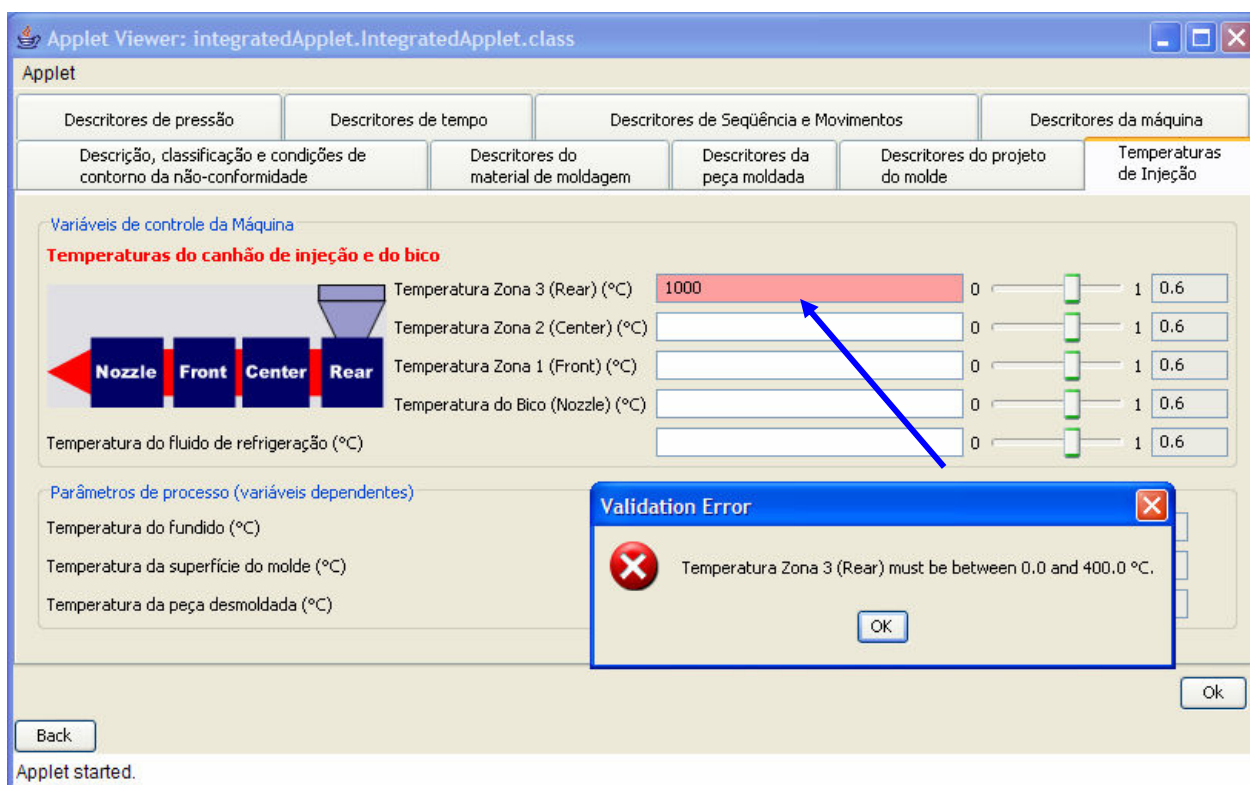 Applet Viewer: integratedApplet.IntegratedApplet.class
Applet
Descritores de pressão
Descritores de tempo
Descritores de Seqüência e Movimentos
Descritores da máquina
Descrição, classificação e condições de
contorno da não-conformidade
Descritores do
material de moldagem
Descritores da
peça moldada
Descritores do projeto
do molde
Temperaturas
de Injeção
Variáveis de controle da Máquina
Temperaturas do canhão de injeção e do bico
Nozzle Front Center Rear
Temperatura Zona 3 (Rear) (°C) 1000 0 1 0.6
Temperatura Zona 2 (Center) (°C) 0 1 0.6
Temperatura Zona 1 (Front) (°C) 0 1 0.6
Temperatura do Bico (Nozzle) (°C) 0 1 0.6
Temperatura do fluido de refrigeração (°C) 0 1 0.6
Parâmetros de processo (variáveis dependentes)
Temperatura do fundido (°C)
Temperatura da superfície do molde (°C)
Temperatura da peça desmoldada (°C)
Validation Error
Temperatura Zona 3 (Rear) must be between 0.0 and 400.0 °C.
OK
Ok
Back
Applet started.